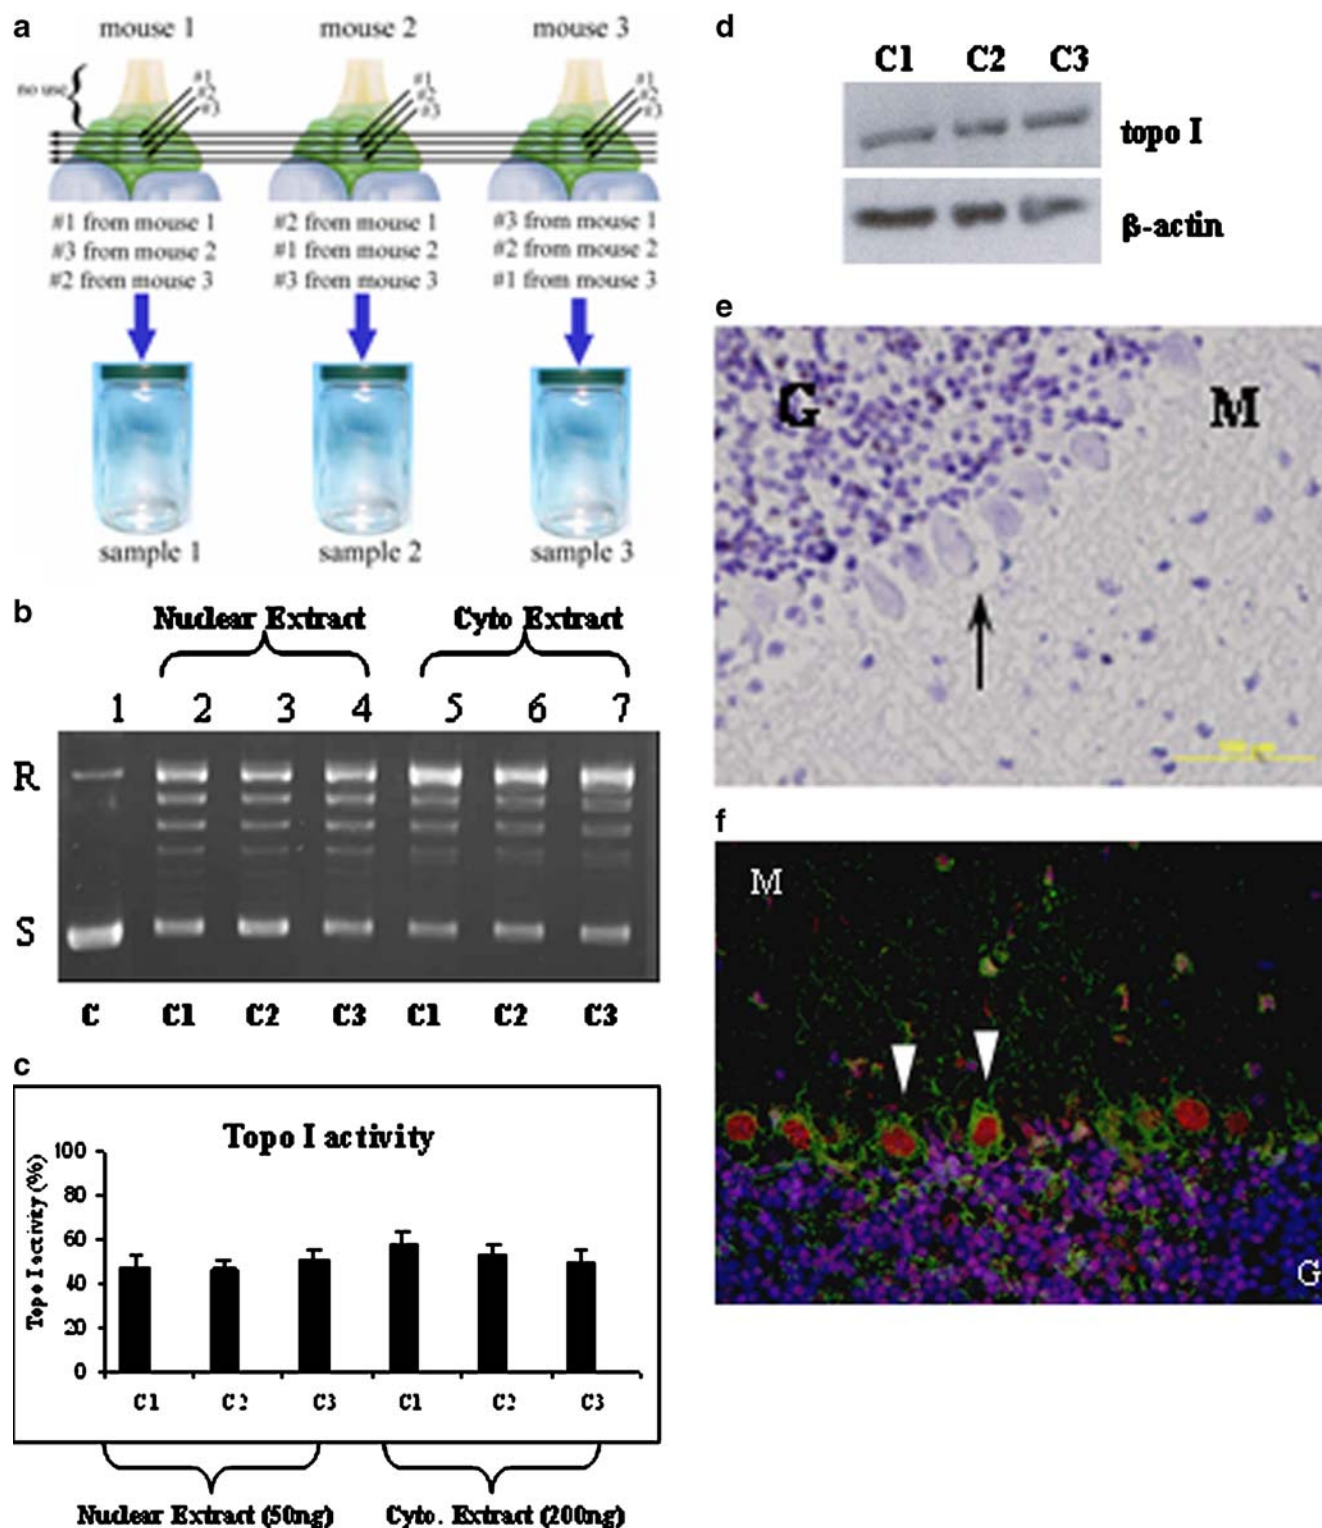 a
mouse 1
mouse 2
mouse 3
no use
#1
#2
#3
#1
#2
#3
#1
#2
#3
#1 from mouse 1
#3 from mouse 2
#2 from mouse 3
#2 from mouse 1
#1 from mouse 2
#3 from mouse 3
#3 from mouse 1
#2 from mouse 2
#1 from mouse 3
sample 1
sample 2
sample 3
b
Nuclear Extract
Cyto Extract
1 2 3 4 5 6 7
R
S
C C1 C2 C3 C1 C2 C3
c
Topo I activity
Topo I activity (%)
100
80
60
40
20
0
C1 C2 C3 C1 C2 C3
Nuclear Extract (50ng)
Cyto. Extract (200ng)
d
C1 C2 C3
topo I
β-actin
e
G
M
f
M
G